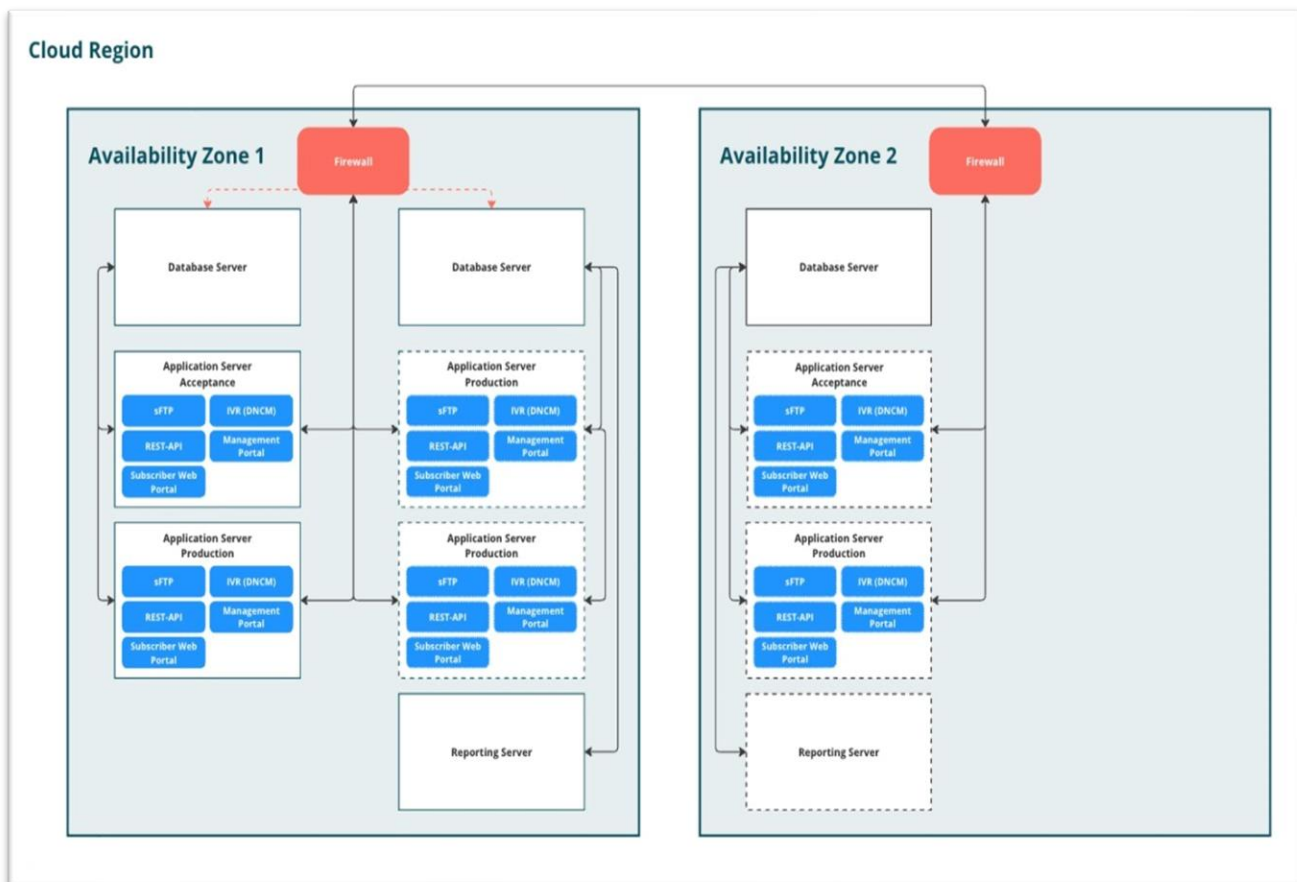 Cloud Region
Availability Zone 1
Firewall
Database Server
Database Server
Application Server
Acceptance
sFTP
IVR (DNCM)
REST-API
Management
Portal
Subscriber Web
Portal
Application Server
Production
sFTP
IVR (DNCM)
REST-API
Management
Portal
Subscriber Web
Portal
Application Server
Production
sFTP
IVR (DNCM)
REST-API
Management
Portal
Subscriber Web
Portal
Application Server
Production
sFTP
IVR (DNCM)
REST-API
Management
Portal
Subscriber Web
Portal
Reporting Server
Availability Zone 2
Firewall
Database Server
Application Server
Acceptance
sFTP
IVR (DNCM)
REST-API
Management
Portal
Subscriber Web
Portal
Application Server
Production
sFTP
IVR (DNCM)
REST-API
Management
Portal
Subscriber Web
Portal
Reporting Server